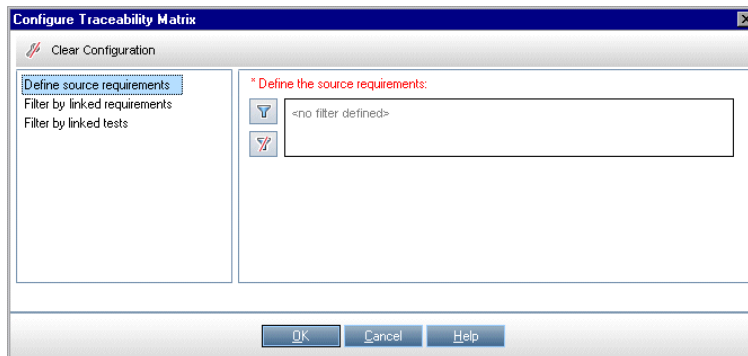 Configure Traceability Matrix
Clear Configuration
Define source requirements
Filter by linked requirements
Filter by linked tests
* Define the source requirements:
<no filter defined>
OK
Cancel
Help